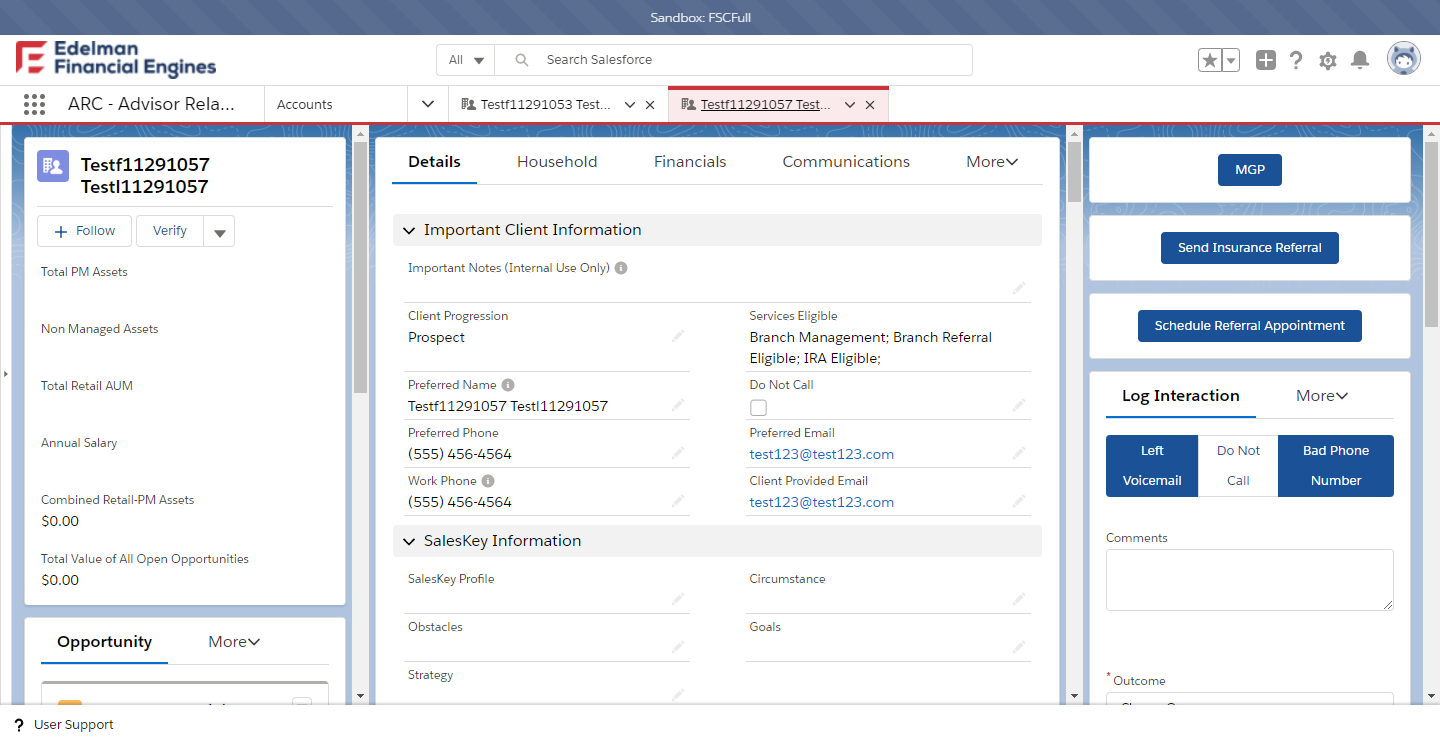 Sandbox: FSCFull
Edelman
Financial Engines
All
Search Salesforce
ARC - Advisor Rela...
Accounts
Testf11291053 Test...
Testf11291057 Test...
Testf11291057
Testl11291057
Follow
Verify
Total PM Assets
Non Managed Assets
Total Retail AUM
Annual Salary
Combined Retail-PM Assets
$0.00
Total Value of All Open Opportunities
$0.00
Opportunity
More
Details
Household
Financials
Communications
More
Important Client Information
Important Notes (Internal Use Only)
Client Progression
Prospect
Services Eligible
Branch Management; Branch Referral
Eligible; IRA Eligible;
Preferred Name
Testf11291057 Testl11291057
Do Not Call
Preferred Phone
(555) 456-4564
Preferred Email
test123@test123.com
Work Phone
(555) 456-4564
Client Provided Email
test123@test123.com
SalesKey Information
SalesKey Profile
Circumstance
Obstacles
Goals
Strategy
MGP
Send Insurance Referral
Schedule Referral Appointment
Log Interaction
More
Left
Voicemail
Do Not
Call
Bad Phone
Number
Comments
* Outcome
? User Support